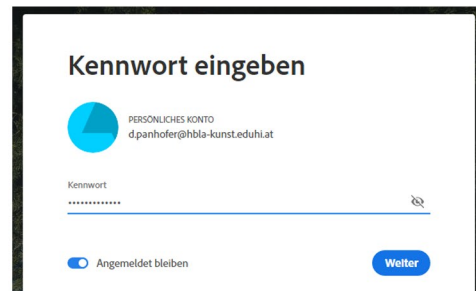 Kennwort eingeben
PERSÖNLICHES KONTO
d.panhofer@hbla-kunst.eduhi.at
Kennwort
•••••••••••••
Angemeldet bleiben
Weiter